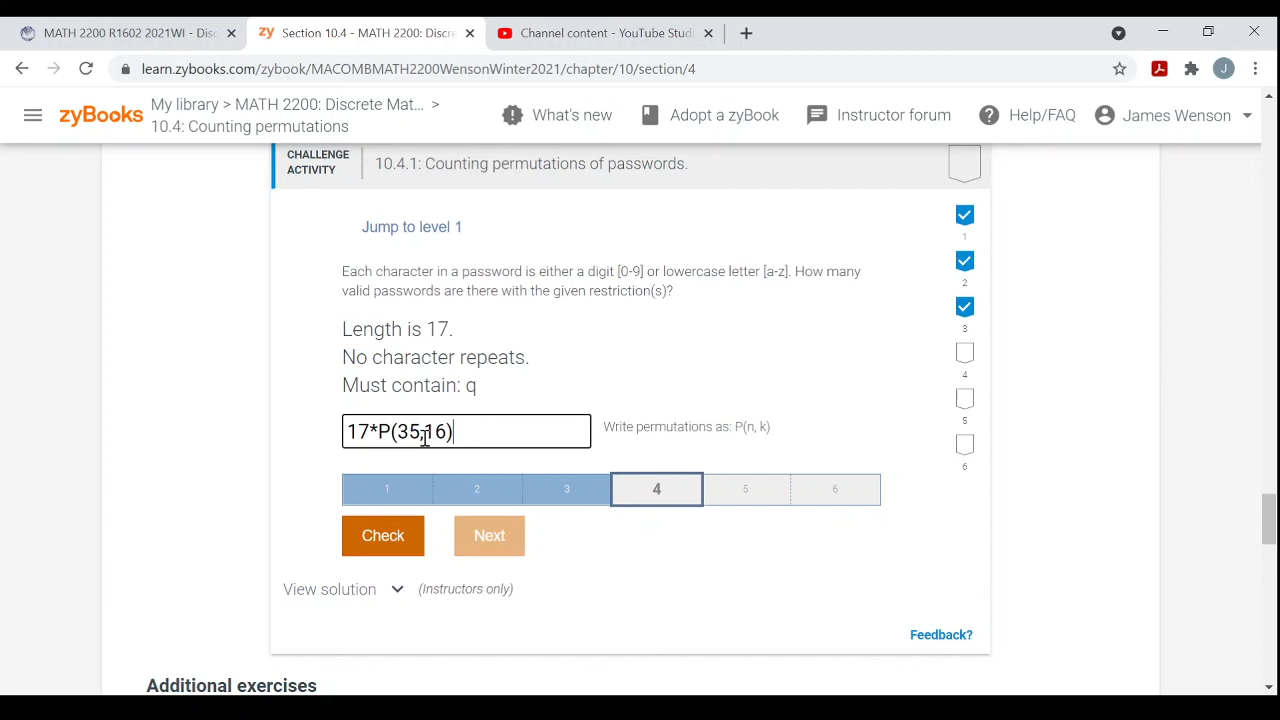 MATH 2200 R1602 2021WI - Disc
Section 10.4 - MATH 2200: Discre
Channel content - YouTube Studi
learn.zybooks.com/zybook/MACOMBMATH2200WensonWinter2021/chapter/10/section/4
J
zyBooks
My library > MATH 2200: Discrete Mat... >
10.4: Counting permutations
What's new
Adopt a zyBook
Instructor forum
Help/FAQ
James Wenson
CHALLENGE
ACTIVITY
10.4.1: Counting permutations of passwords.
Jump to level 1
1
2
3
4
5
6
Each character in a password is either a digit [0-9] or lowercase letter [a-z]. How many
valid passwords are there with the given restriction(s)?
Length is 17.
No character repeats.
Must contain: q
17*P(35,16)
Write permutations as: P(n, k)
1 2 3 4 5 6
Check
Next
View solution
(Instructors only)
Feedback?
Additional exercises